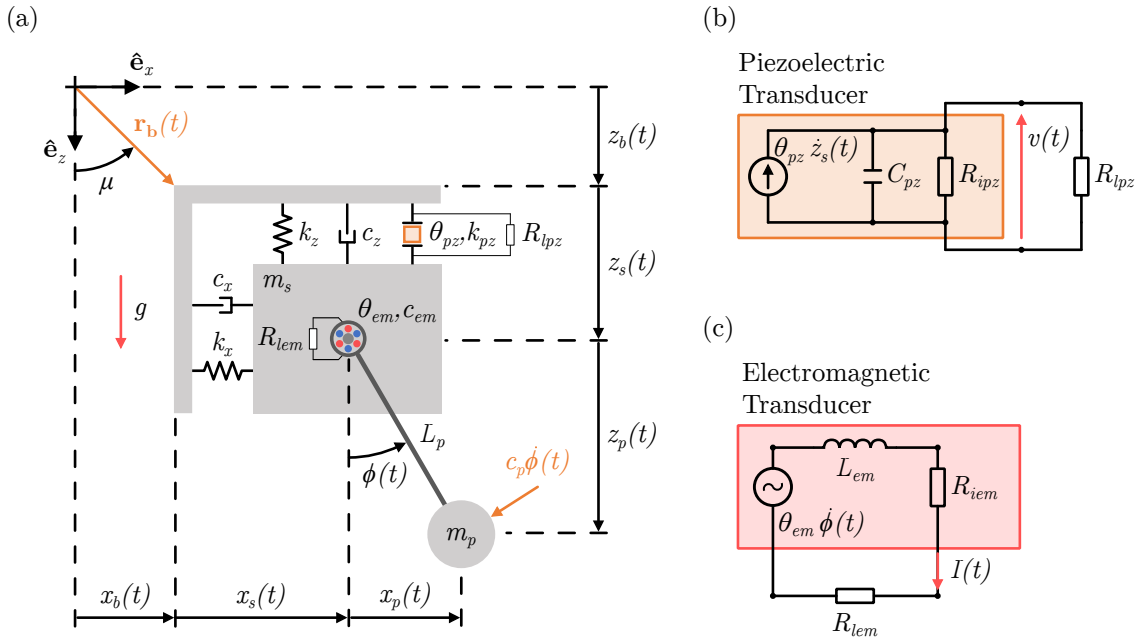 (a)
ê_x
r_b(t)
ê_z
μ
z_b(t)
k_z
c_z
θ_pz,k_pz
R_lpz
m_s
z_s(t)
g
c_x
θ_em,c_em
R_lem
k_x
L_p
z_p(t)
ϕ(t)
c_pϕ̇(t)
m_p
x_b(t)
x_s(t)
x_p(t)
(b)
Piezoelectric
Transducer
θ_pz ż_s(t)
C_pz
R_ipz
v(t)
R_lpz
(c)
Electromagnetic
Transducer
L_em
R_iem
θ_em ϕ̇(t)
I(t)
R_lem